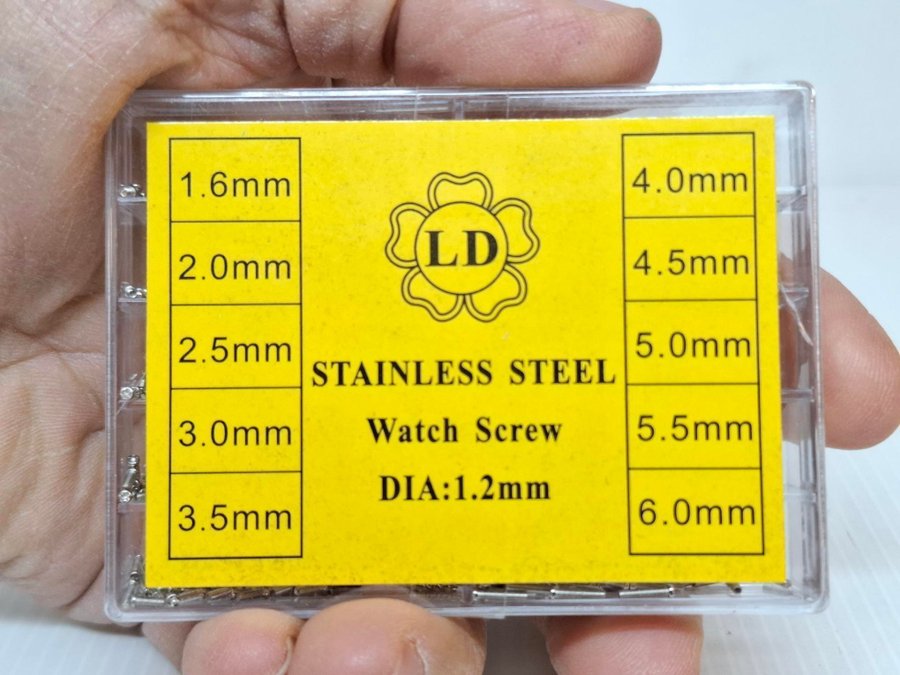 1.6mm
2.0mm
2.5mm
3.0mm
3.5mm
LD
STAINLESS STEEL
Watch Screw
DIA:1.2mm
4.0mm
4.5mm
5.0mm
5.5mm
6.0mm